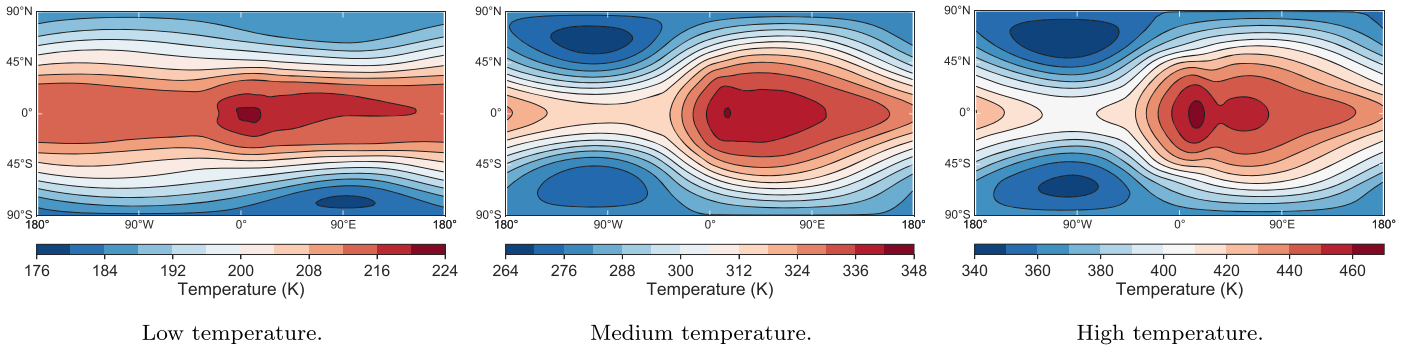 90°N
45°N
0°
45°S
90°S
180° 90°W 0° 90°E 180°
176 184 192 200 208 216 224
Temperature (K)
Low temperature.
90°N
45°N
0°
45°S
90°S
180° 90°W 0° 90°E 180°
264 276 288 300 312 324 336 348
Temperature (K)
Medium temperature.
90°N
45°N
0°
45°S
90°S
180° 90°W 0° 90°E 180°
340 360 380 400 420 440 460
Temperature (K)
High temperature.